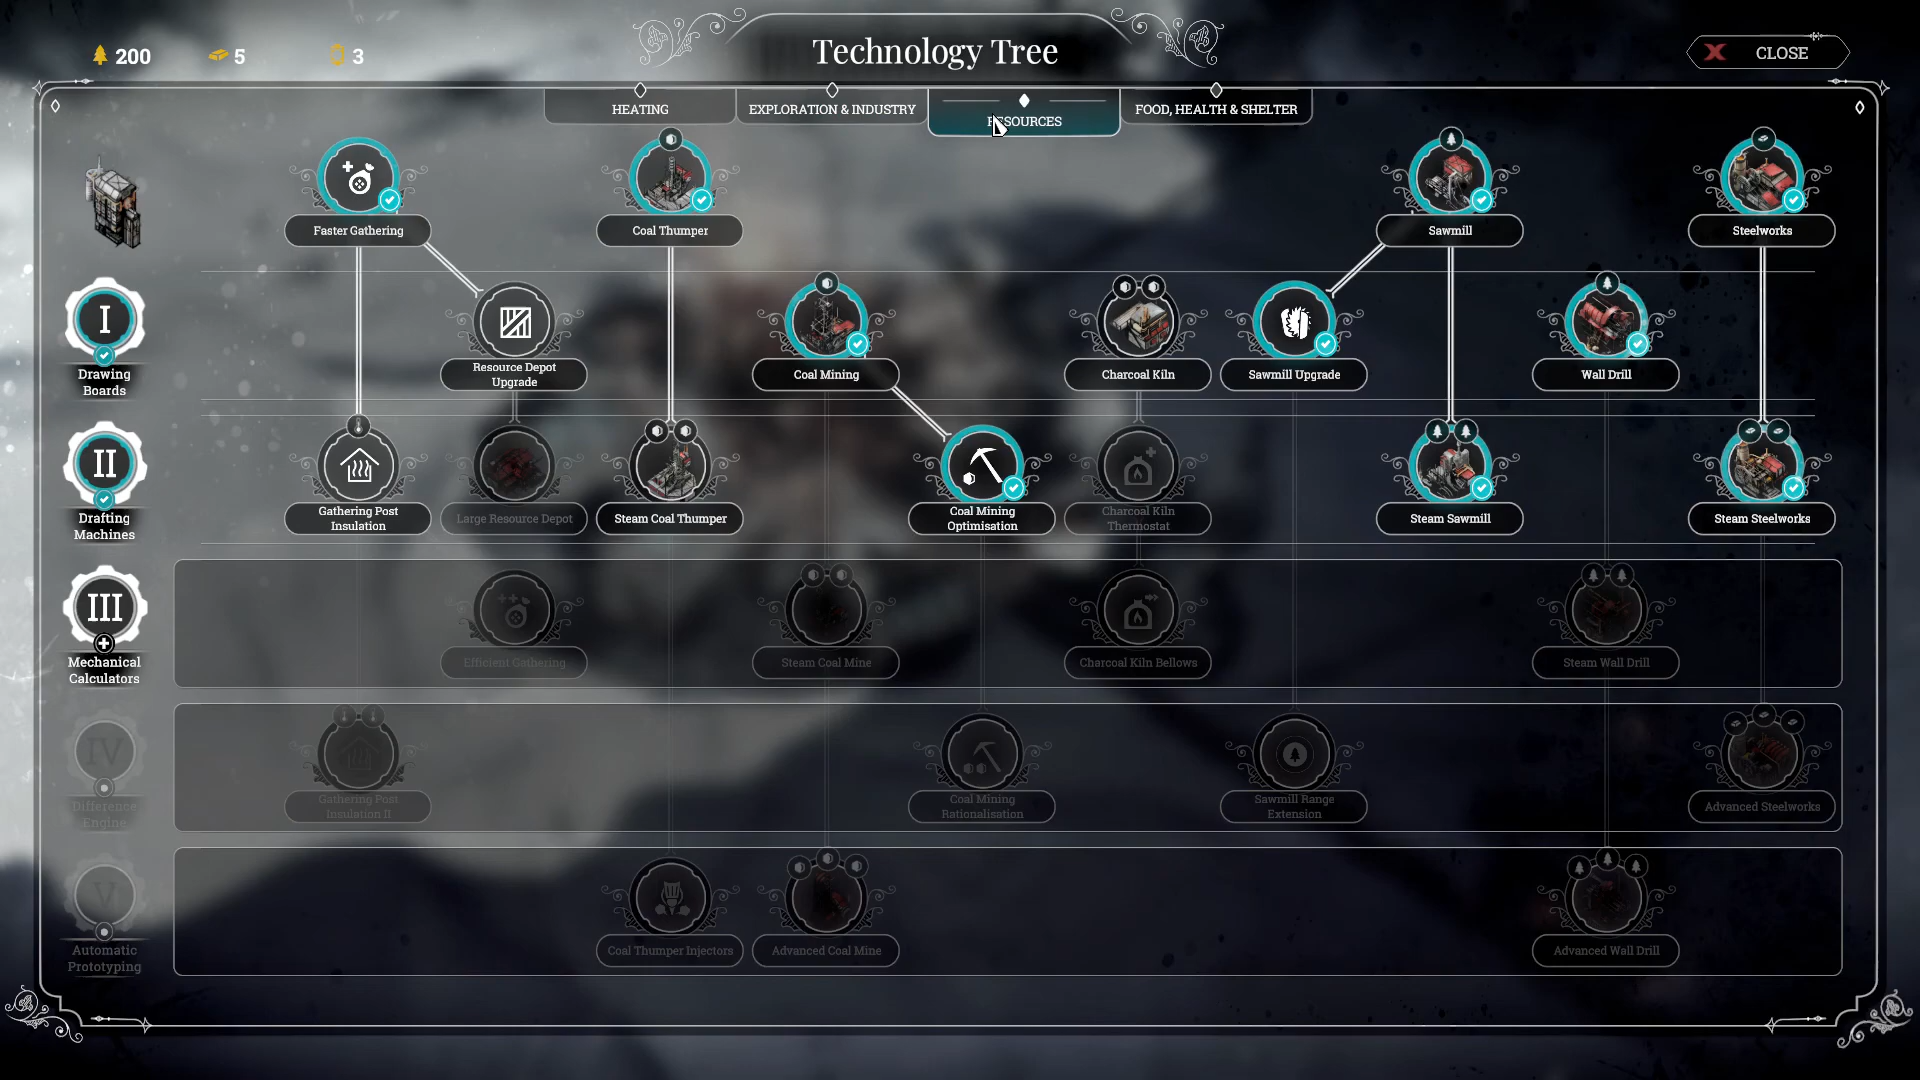 200
5
3
Technology Tree
CLOSE
HEATING
EXPLORATION & INDUSTRY
RESOURCES
FOOD, HEALTH & SHELTER
Faster Gathering
Coal Thumper
Sawmill
Steelworks
I
Drawing
Boards
Resource Depot
Upgrade
Coal Mining
Charcoal Kiln
Sawmill Upgrade
Wall Drill
II
Drafting
Machines
Gathering Post
Insulation
Large Resource Depot
Steam Coal Thumper
Coal Mining
Optimisation
Charcoal Kiln
Thermostat
Steam Sawmill
Steam Steelworks
III
Mechanical
Calculators
Efficient Gathering
Steam Coal Mine
Charcoal Kiln Bellows
Steam Wall Drill
IV
Difference
Engine
Gathering Post
Insulation II
Coal Mining
Rationalisation
Sawmill Range
Extension
Advanced Steelworks
V
Automatic
Prototyping
Coal Thumper Injectors
Advanced Coal Mine
Advanced Wall Drill